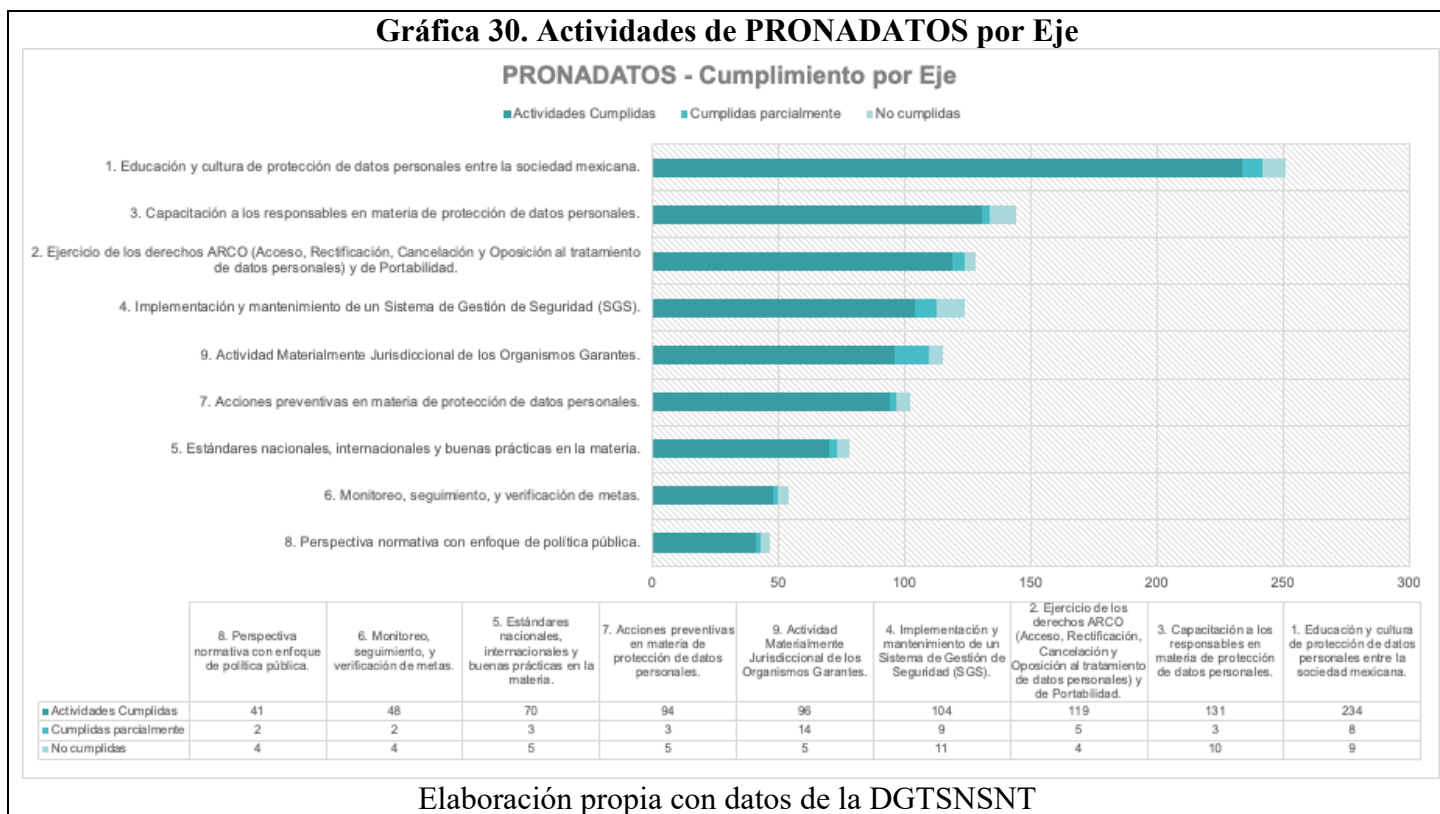 Gráfica 30. Actividades de PRONADATOS por Eje
PRONADATOS - Cumplimiento por Eje
Actividades Cumplidas Cumplidas parcialmente No cumplidas
1. Educación y cultura de protección de datos personales entre la sociedad mexicana.
3. Capacitación a los responsables en materia de protección de datos personales.
2. Ejercicio de los derechos ARCO (Acceso, Rectificación, Cancelación y Oposición al tratamiento
de datos personales) y de Portabilidad.
4. Implementación y mantenimiento de un Sistema de Gestión de Seguridad (SGS).
9. Actividad Materialmente Jurisdiccional de los Organismos Garantes.
7. Acciones preventivas en materia de protección de datos personales.
5. Estándares nacionales, internacionales y buenas prácticas en la materia.
6. Monitoreo, seguimiento, y verificación de metas.
8. Perspectiva normativa con enfoque de política pública.
0 50 100 150 200 250 300
8. Perspectiva
normativa con enfoque
de política pública.
6. Monitoreo,
seguimiento, y
verificación de metas.
5. Estándares
nacionales,
internacionales y
buenas prácticas en la
materia.
7. Acciones preventivas
en materia de
protección de datos
personales.
9. Actividad
Materialmente
Jurisdiccional de los
Organismos Garantes.
4. Implementación y
mantenimiento de un
Sistema de Gestión de
Seguridad (SGS).
2. Ejercicio de los
derechos ARCO
(Acceso, Rectificación,
Cancelación y
Oposición al tratamiento
de datos personales) y
de Portabilidad.
3. Capacitación a los
responsables en
materia de protección
de datos personales.
1. Educación y cultura
de protección de datos
personales entre la
sociedad mexicana.
Actividades Cumplidas 41 48 70 94 96 104 119 131 234
Cumplidas parcialmente 2 2 3 3 14 9 5 3 8
No cumplidas 4 4 5 5 5 11 4 10 9
Elaboración propia con datos de la DGTSNSNT